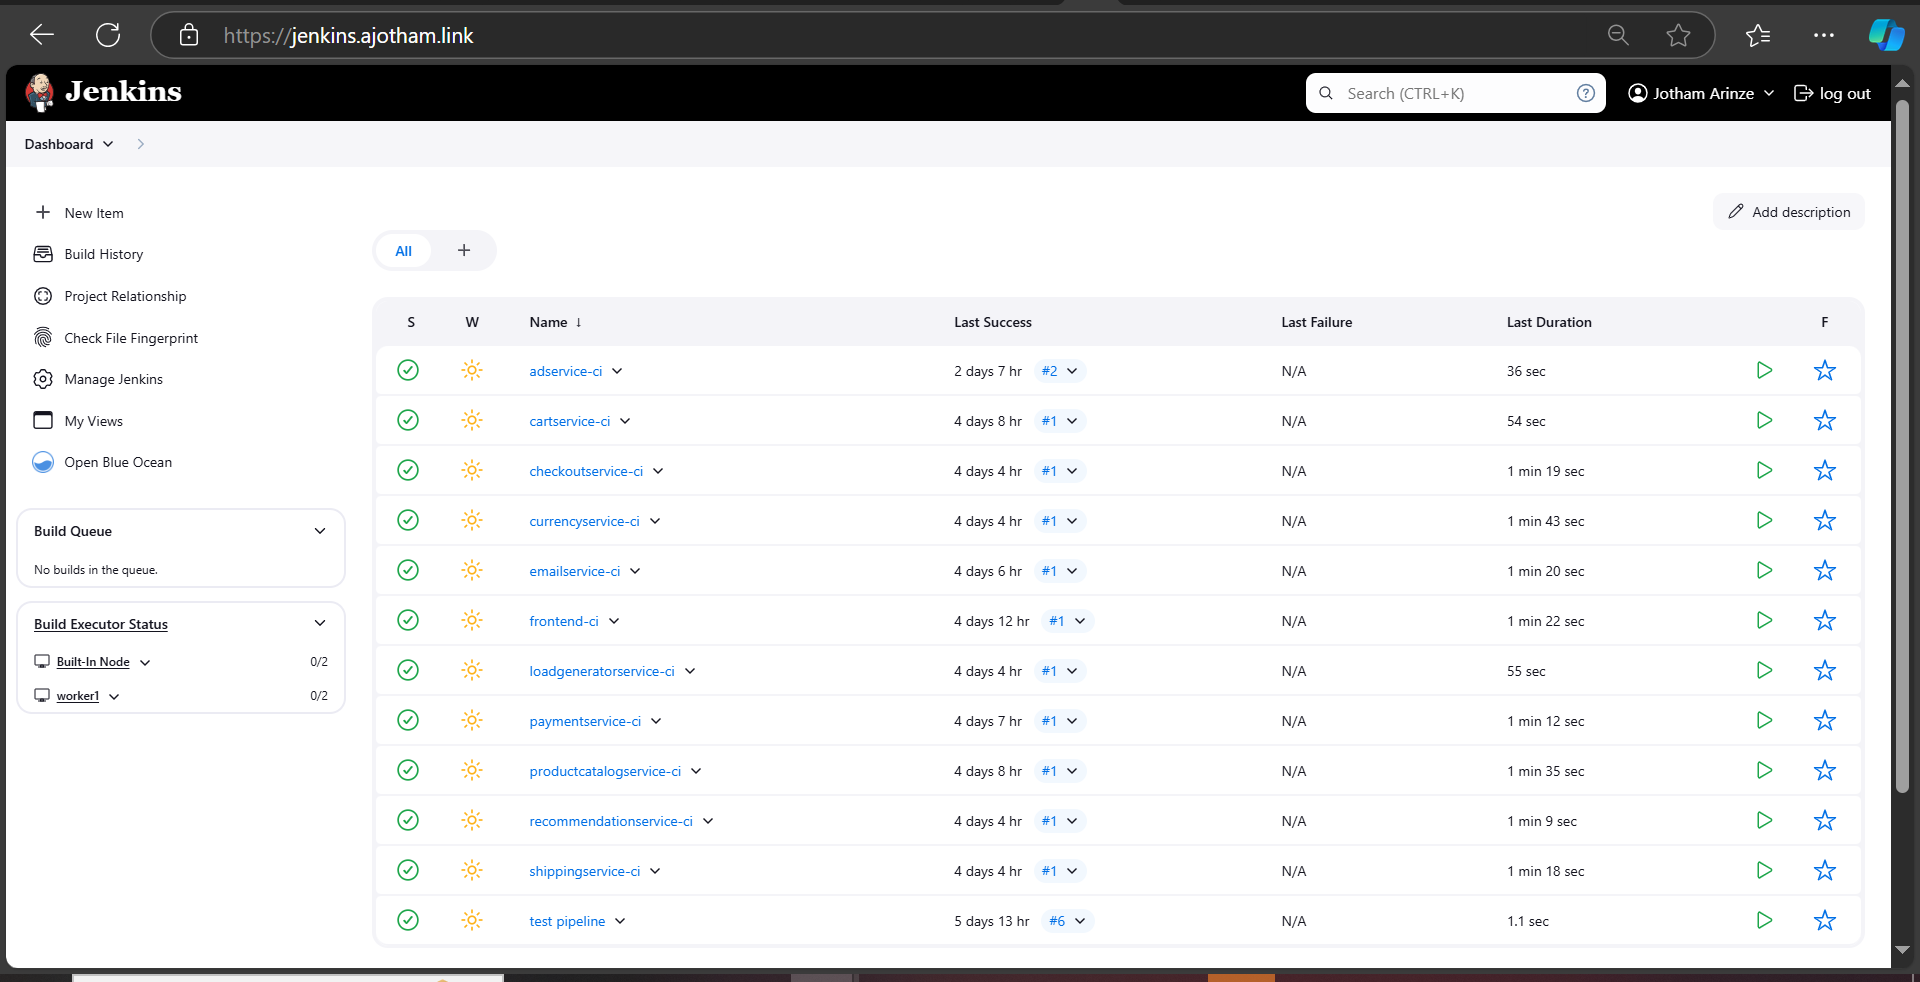 https://jenkins.ajotham.link
Jenkins
Search (CTRL+K)
Jotham Arinze
log out
Dashboard
New Item
Build History
Project Relationship
Check File Fingerprint
Manage Jenkins
My Views
Open Blue Ocean
Build Queue
No builds in the queue.
Build Executor Status
Built-In Node 0/2
worker1 0/2
Add description
All +
S W Name ↓ Last Success Last Failure Last Duration F
adservice-ci 2 days 7 hr #2 N/A 36 sec
cartservice-ci 4 days 8 hr #1 N/A 54 sec
checkoutservice-ci 4 days 4 hr #1 N/A 1 min 19 sec
currencyservice-ci 4 days 4 hr #1 N/A 1 min 43 sec
emailservice-ci 4 days 6 hr #1 N/A 1 min 20 sec
frontend-ci 4 days 12 hr #1 N/A 1 min 22 sec
loadgeneratorservice-ci 4 days 4 hr #1 N/A 55 sec
paymentservice-ci 4 days 7 hr #1 N/A 1 min 12 sec
productcatalogservice-ci 4 days 8 hr #1 N/A 1 min 35 sec
recommendationservice-ci 4 days 4 hr #1 N/A 1 min 9 sec
shippingservice-ci 4 days 4 hr #1 N/A 1 min 18 sec
test pipeline 5 days 13 hr #6 N/A 1.1 sec